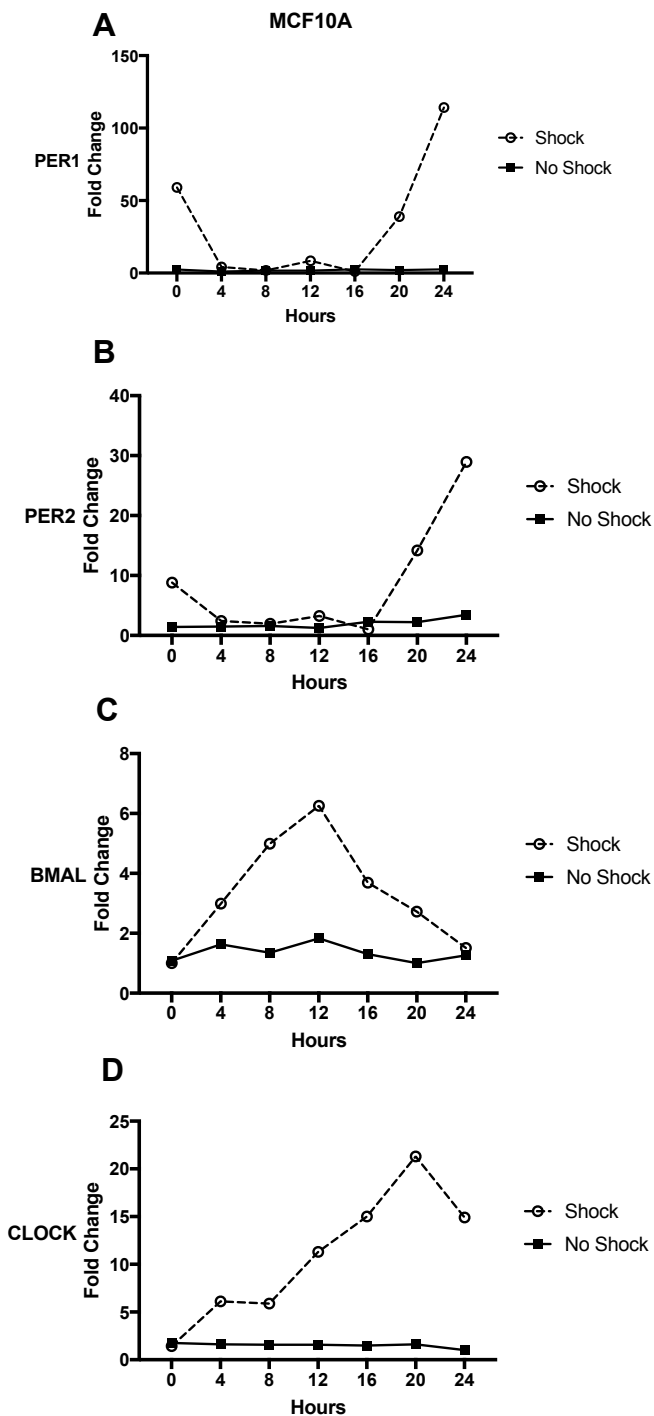 A
MCF10A
150
100
50
0
PER1
Fold Change
0 4 8 12 16 20 24
Hours
Shock
No Shock
B
40
30
20
10
0
PER2
Fold Change
0 4 8 12 16 20 24
Hours
Shock
No Shock
C
8
6
4
2
0
BMAL
Fold Change
0 4 8 12 16 20 24
Hours
Shock
No Shock
D
25
20
15
10
5
0
CLOCK
Fold Change
0 4 8 12 16 20 24
Hours
Shock
No Shock